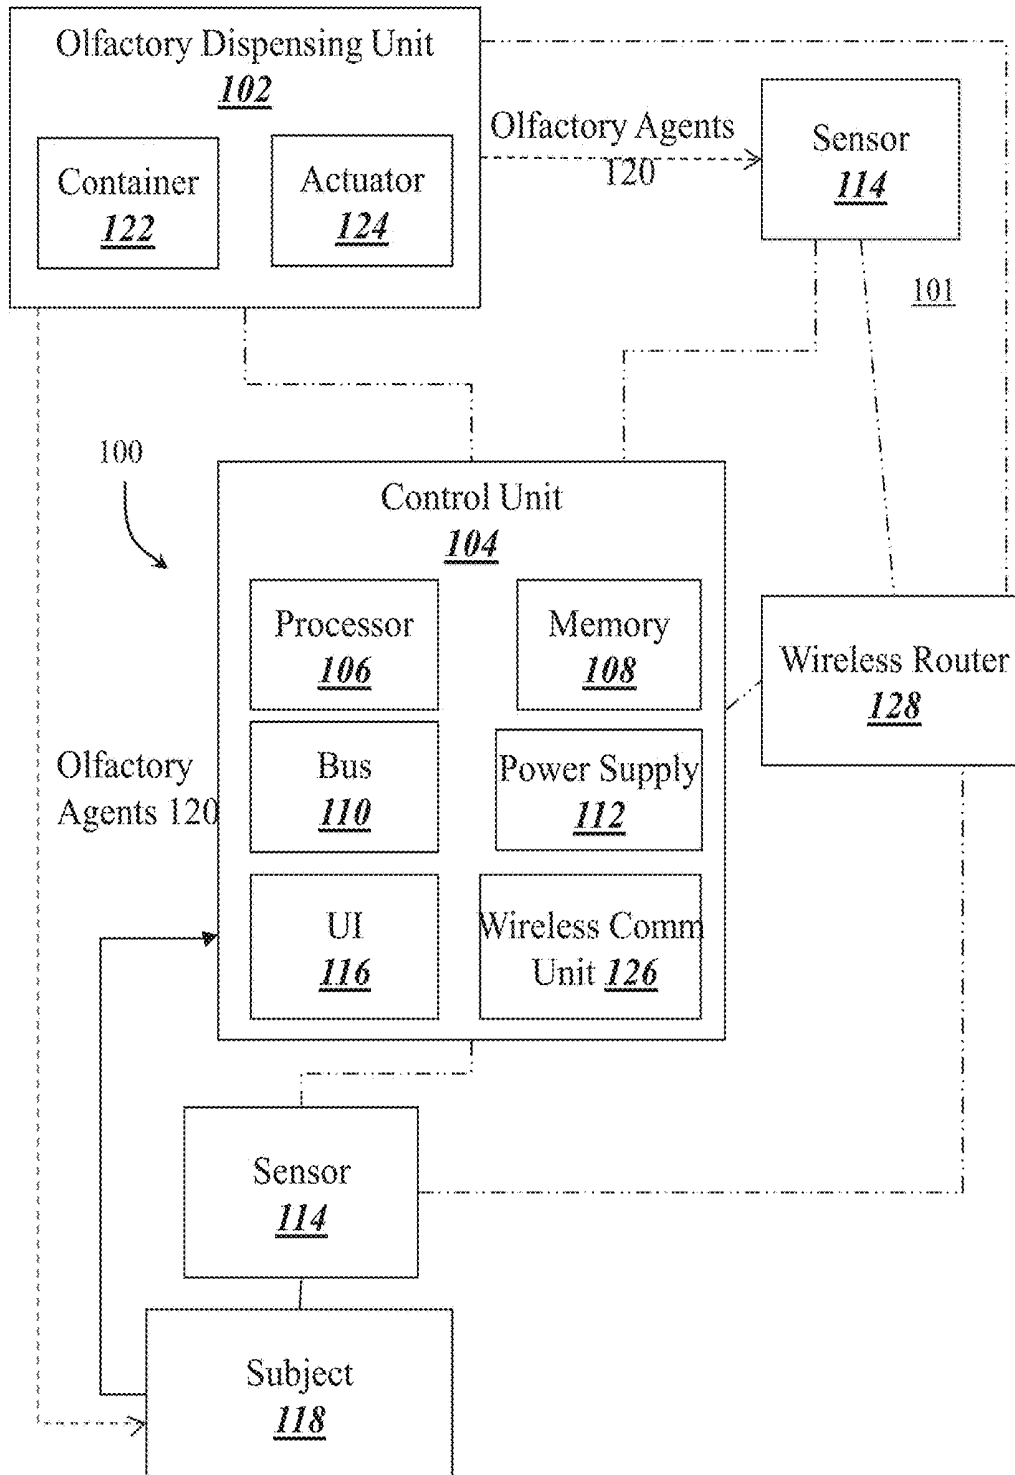 Olfactory Dispensing Unit
102
Container
122
Actuator
124
Olfactory Agents
120
Sensor
114
101
100
Control Unit
104
Processor
106
Memory
108
Wireless Router
128
Bus
110
Power Supply
112
Olfactory
Agents 120
UI
116
Wireless Comm
Unit 126
Sensor
114
Subject
118